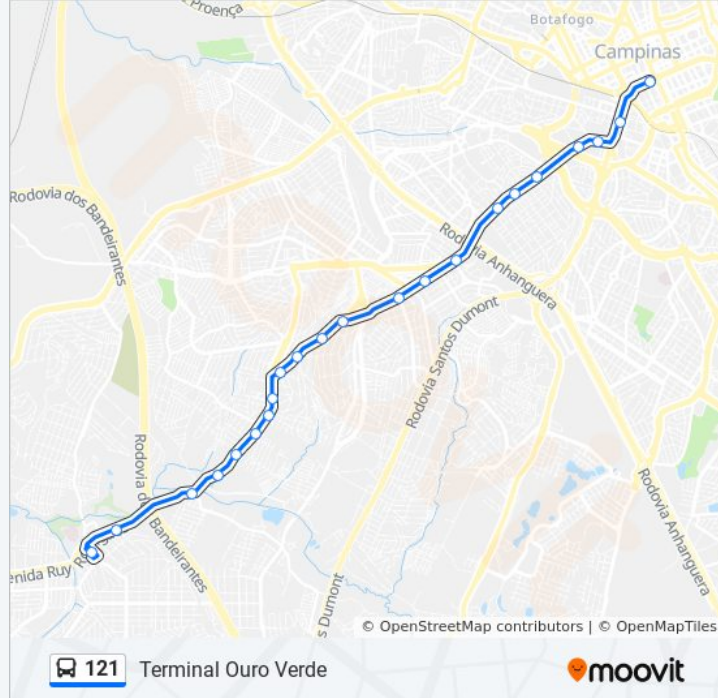 Proença
Botafogo
Campinas
Rodovia dos Bandeirantes
Rodovia Anhanguera
Rodovia Santos Dumont
Rodovia d
Bandeirantes
Rodovia Anhanguera
enida Ruy Ro
s Dumont
© OpenStreetMap contributors | © OpenMapTiles
121 Terminal Ouro Verde
moovit